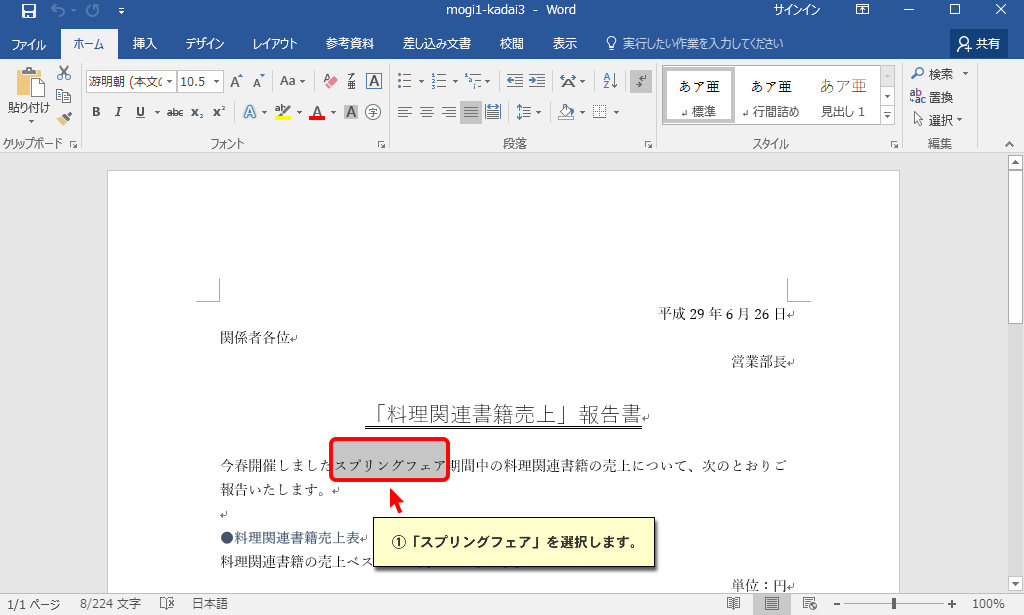 mogi1-kadai3 - Word
サインイン
ファイル ホーム 挿入 デザイン レイアウト 参考資料 差し込み文書 校閲 表示 実行したい作業を入力してください 共有
貼り付け
游明朝 (本文( 10.5 A A Aa ア亜 A
B I U abc x₂ x² A ab A A 字
あア亜 あア亜 あア亜
↲標準 ↲行間詰め 見出し 1
検索
置換
選択
クリップボード フォント 段落 スタイル 編集
平成 29 年 6 月 26 日↲
関係者各位↲
営業部長↲
「料理関連書籍売上」報告書↲
今春開催しましたスプリングフェア期間中の料理関連書籍の売上について、次のとおりご
報告いたします。↲
↲
●料理関連書籍売上表↲
料理関連書籍の売上ベス
①「スプリングフェア」を選択します。
単位：円↲
1/1 ページ 8/224 文字 日本語 100%